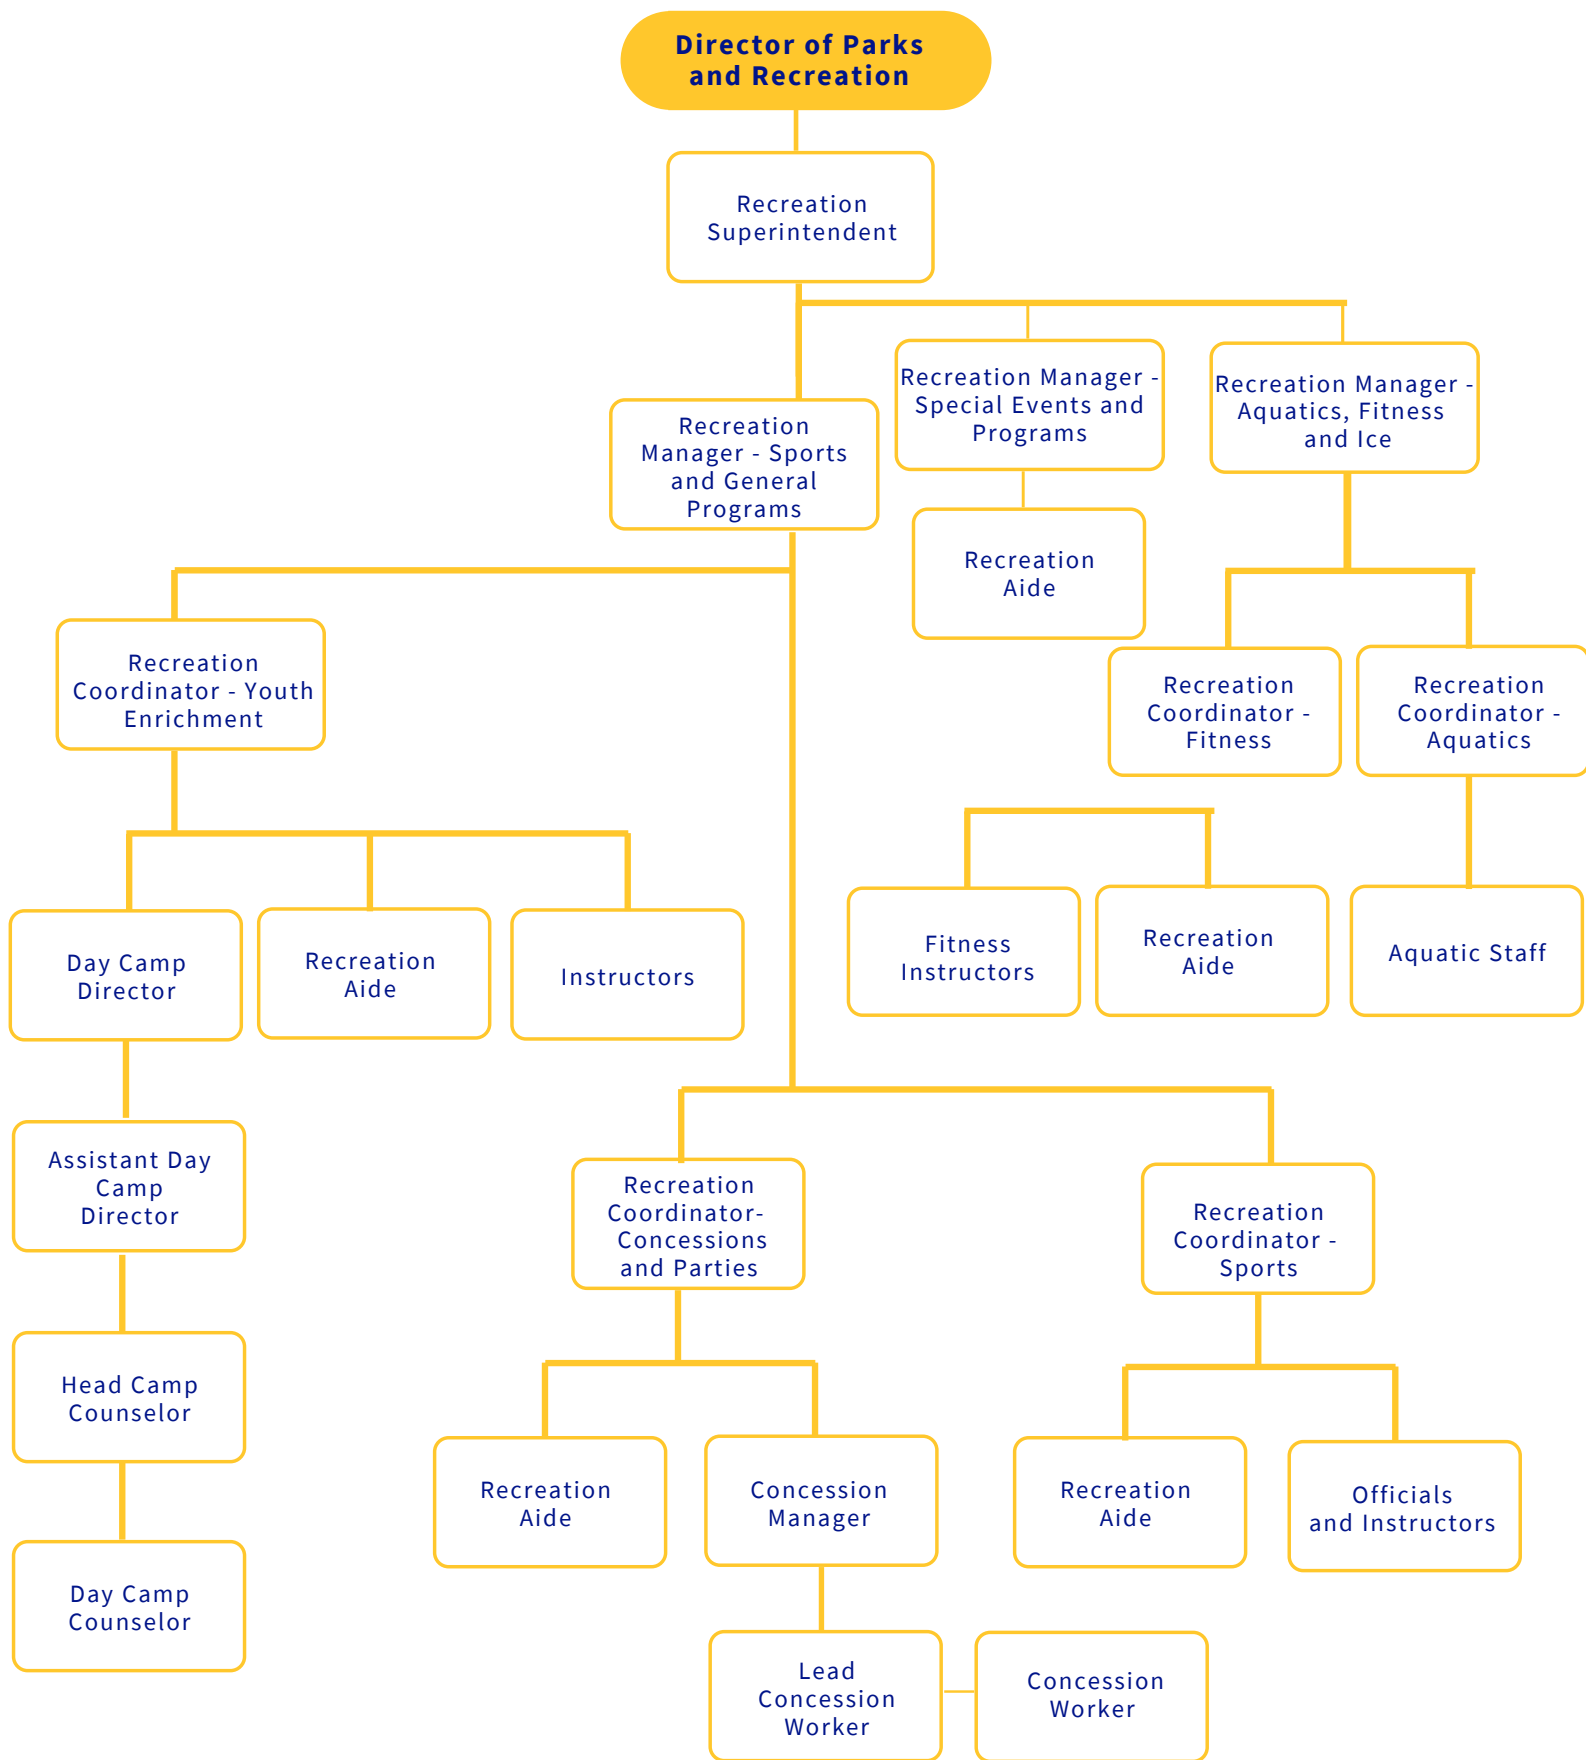 Director of Parks
and Recreation
Recreation
Superintendent
Recreation
Manager - Sports
and General
Programs
Recreation Manager -
Special Events and
Programs
Recreation Manager -
Aquatics, Fitness
and Ice
Recreation
Aide
Recreation
Coordinator - Youth
Enrichment
Recreation
Coordinator -
Fitness
Recreation
Coordinator -
Aquatics
Day Camp
Director
Recreation
Aide
Instructors
Fitness
Instructors
Recreation
Aide
Aquatic Staff
Assistant Day
Camp
Director
Recreation
Coordinator-
Concessions
and Parties
Recreation
Coordinator -
Sports
Head Camp
Counselor
Recreation
Aide
Concession
Manager
Recreation
Aide
Officials
and Instructors
Day Camp
Counselor
Lead
Concession
Worker
Concession
Worker